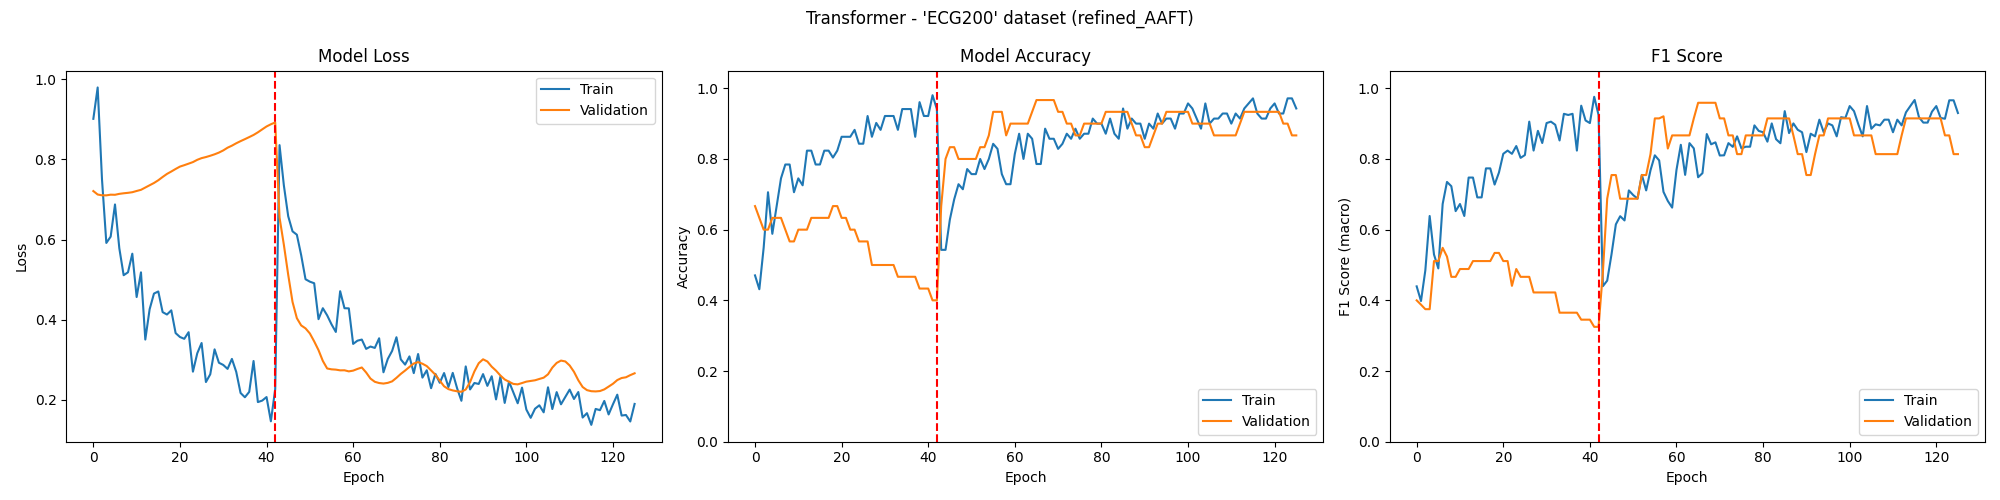 Transformer - 'ECG200' dataset (refined_AAFT)
Model Loss
1.0
0.8
0.6
0.4
0.2
Loss
0 20 40 60 80 100 120
Epoch
Train
Validation
Model Accuracy
1.0
0.8
0.6
0.4
0.2
0.0
Accuracy
0 20 40 60 80 100 120
Epoch
Train
Validation
F1 Score
1.0
0.8
0.6
0.4
0.2
0.0
F1 Score (macro)
0 20 40 60 80 100 120
Epoch
Train
Validation